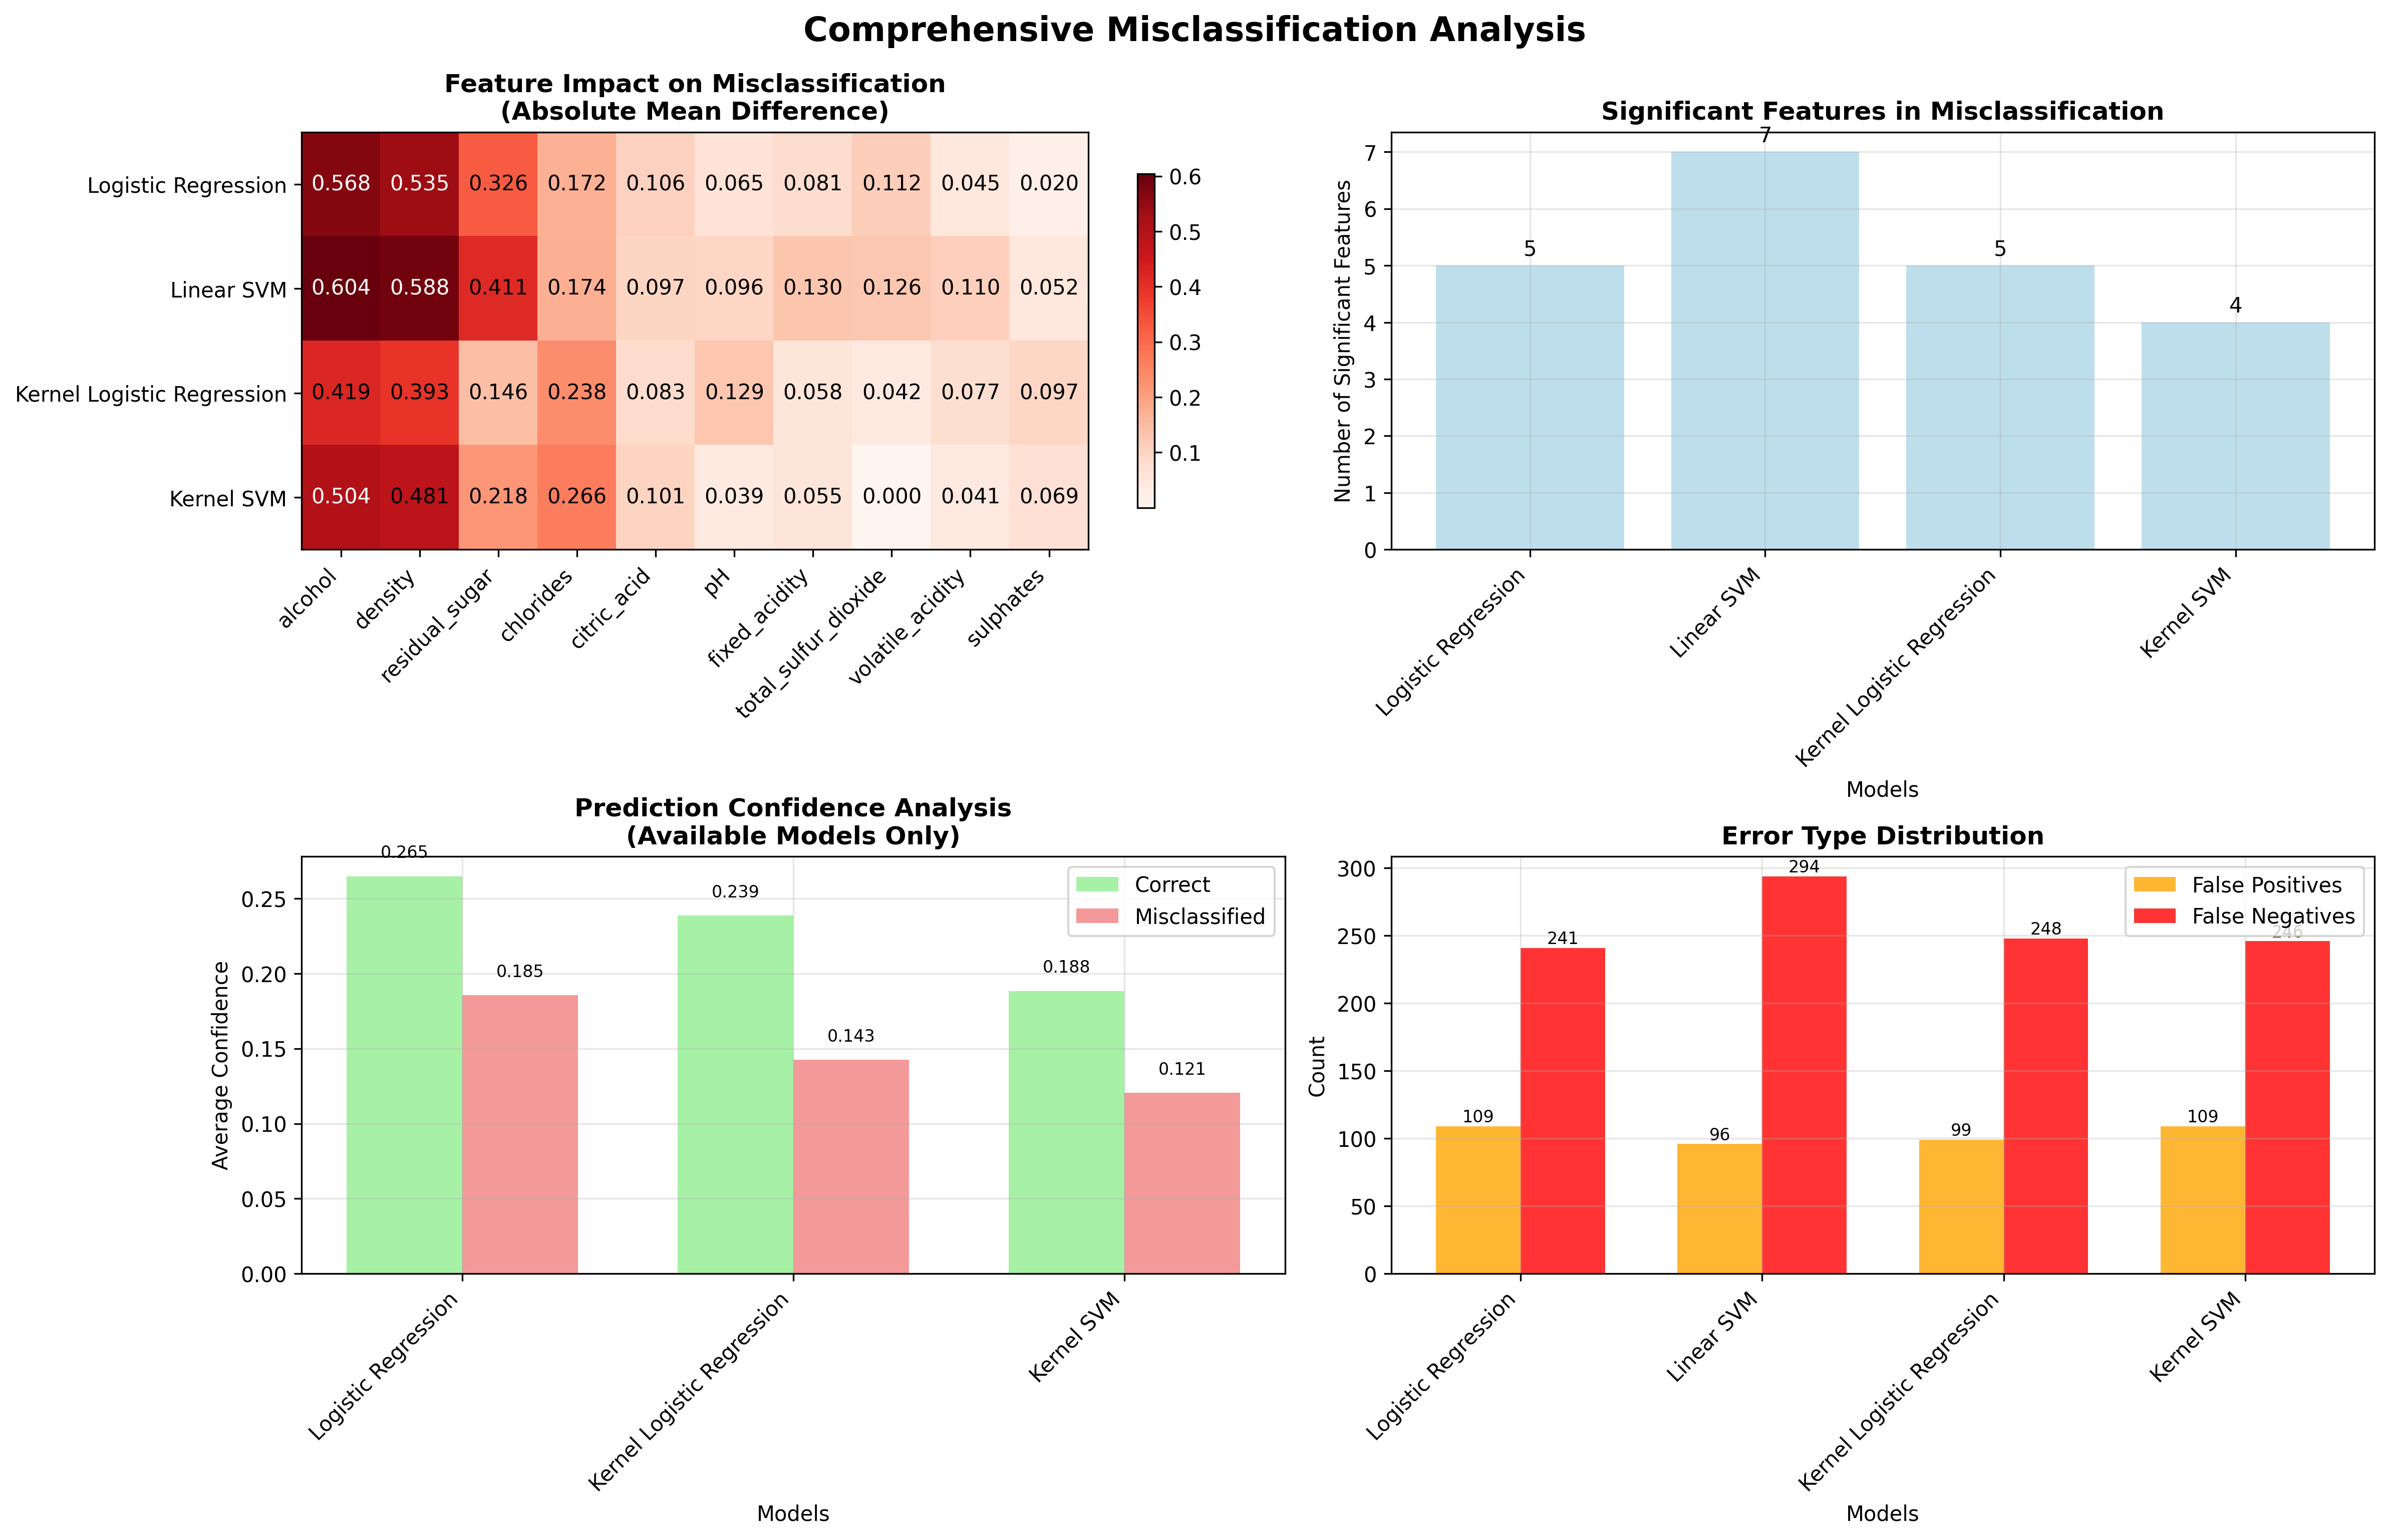 Comprehensive Misclassification Analysis
Feature Impact on Misclassification
(Absolute Mean Difference)
Logistic Regression 0.568 0.535 0.326 0.172 0.106 0.065 0.081 0.112 0.045 0.020
Linear SVM 0.604 0.588 0.411 0.174 0.097 0.096 0.130 0.126 0.110 0.052
Kernel Logistic Regression 0.419 0.393 0.146 0.238 0.083 0.129 0.058 0.042 0.077 0.097
Kernel SVM 0.504 0.481 0.218 0.266 0.101 0.039 0.055 0.000 0.041 0.069
alcohol
density
residual_sugar
chlorides
citric_acid
pH
fixed_acidity
total_sulfur_dioxide
volatile_acidity
sulphates
0.6
0.5
0.4
0.3
0.2
0.1
Significant Features in Misclassification
Number of Significant Features
7
6
5
4
3
2
1
0
5
7
5
4
Logistic Regression
Linear SVM
Kernel Logistic Regression
Kernel SVM
Models
Prediction Confidence Analysis
(Available Models Only)
Average Confidence
0.25
0.20
0.15
0.10
0.05
0.00
0.265
0.185
0.239
0.143
0.188
0.121
Correct
Misclassified
Logistic Regression
Kernel Logistic Regression
Kernel SVM
Models
Error Type Distribution
Count
300
250
200
150
100
50
0
109
241
96
294
99
248
109
246
False Positives
False Negatives
Logistic Regression
Linear SVM
Kernel Logistic Regression
Kernel SVM
Models